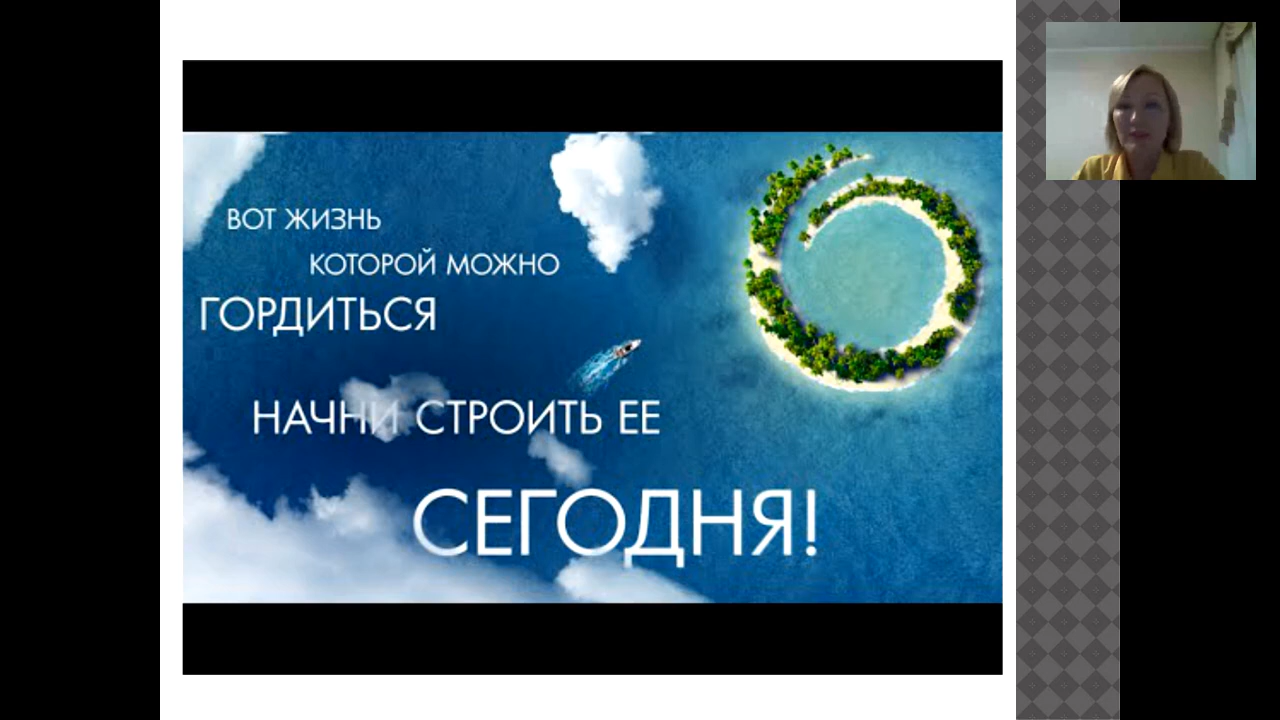 ВОТ ЖИЗНЬ
КОТОРОЙ МОЖНО
ГОРДИТЬСЯ
НАЧНИ СТРОИТЬ ЕЕ
СЕГОДНЯ!